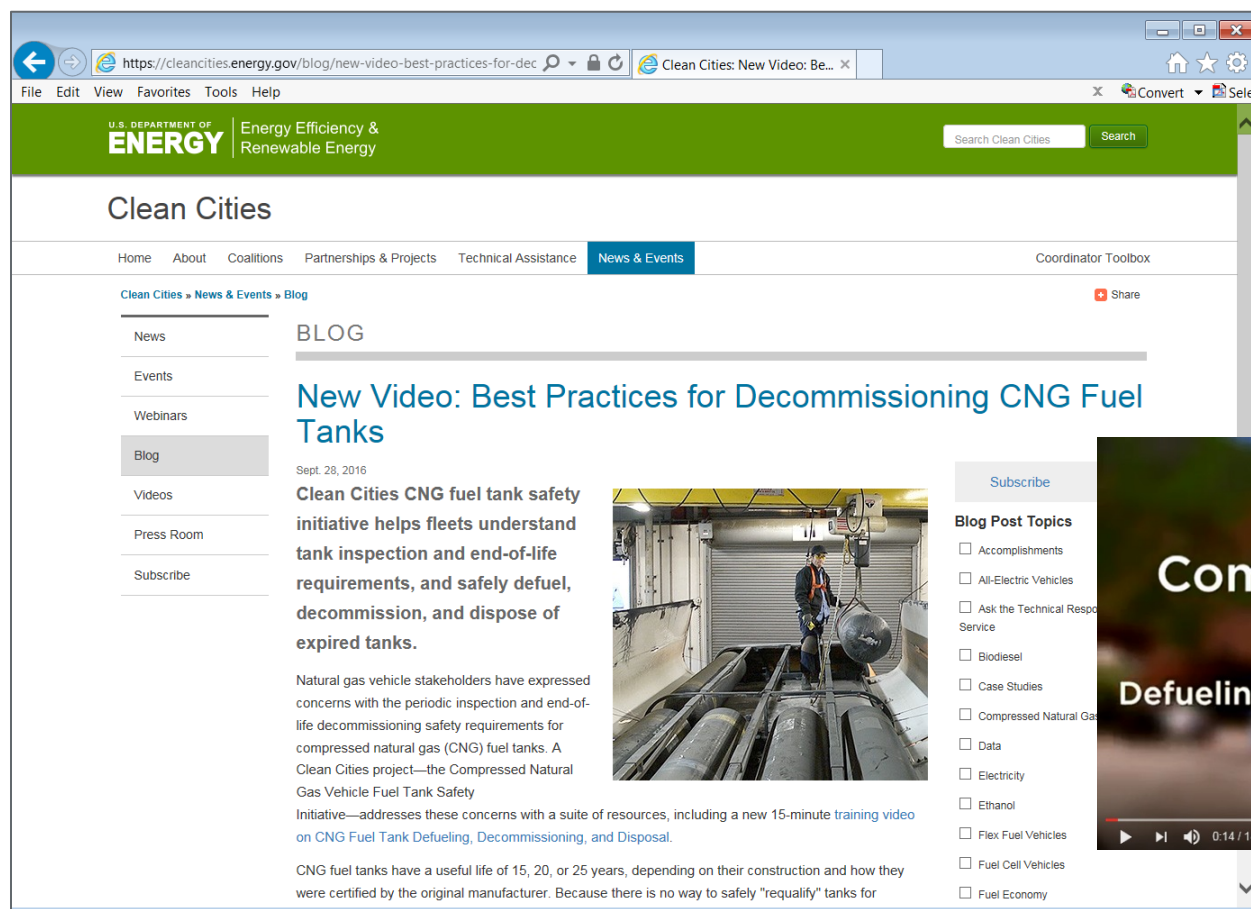 https://cleancities.energy.gov/blog/new-video-best-practices-for-dec
Clean Cities: New Video: Be...
File Edit View Favorites Tools Help
x Convert Sele
U.S. DEPARTMENT OF
ENERGY
Energy Efficiency &
Renewable Energy
Search Clean Cities
Search
Clean Cities
Home About Coalitions Partnerships & Projects Technical Assistance News & Events Coordinator Toolbox
Clean Cities » News & Events » Blog
Share
News
Events
Webinars
Blog
Videos
Press Room
Subscribe
BLOG
New Video: Best Practices for Decommissioning CNG Fuel
Tanks
Sept. 28, 2016
Clean Cities CNG fuel tank safety
initiative helps fleets understand
tank inspection and end-of-life
requirements, and safely defuel,
decommission, and dispose of
expired tanks.
Natural gas vehicle stakeholders have expressed
concerns with the periodic inspection and end-of-
life decommissioning safety requirements for
compressed natural gas (CNG) fuel tanks. A
Clean Cities project—the Compressed Natural
Gas Vehicle Fuel Tank Safety
Initiative—addresses these concerns with a suite of resources, including a new 15-minute training video
on CNG Fuel Tank Defueling, Decommissioning, and Disposal.
CNG fuel tanks have a useful life of 15, 20, or 25 years, depending on their construction and how they
were certified by the original manufacturer. Because there is no way to safely "requalify" tanks for
Subscribe
Blog Post Topics
Accomplishments
All-Electric Vehicles
Ask the Technical Respo
Service
Biodiesel
Case Studies
Compressed Natural Gas
Data
Electricity
Ethanol
Flex Fuel Vehicles
Fuel Cell Vehicles
Fuel Economy
Con
Defuelin
0:14 / 1